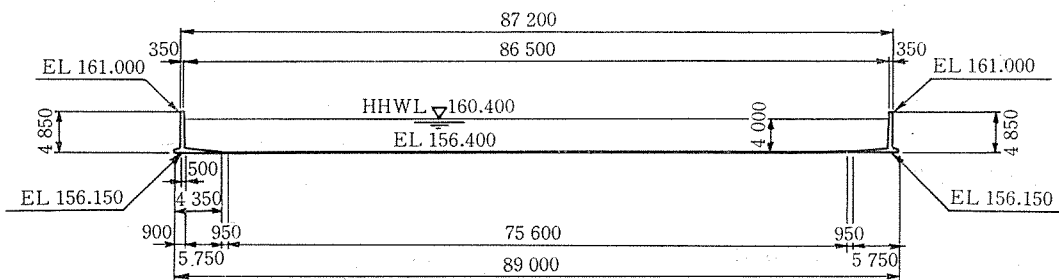 87 200
350 86 500 350
EL 161.000 EL 161.000
HHWL 160.400
4 850 4 000 4 850
EL 156.400
500
EL 156.150 4 350 EL 156.150
900 950 75 600 950
5 750 5 750
89 000